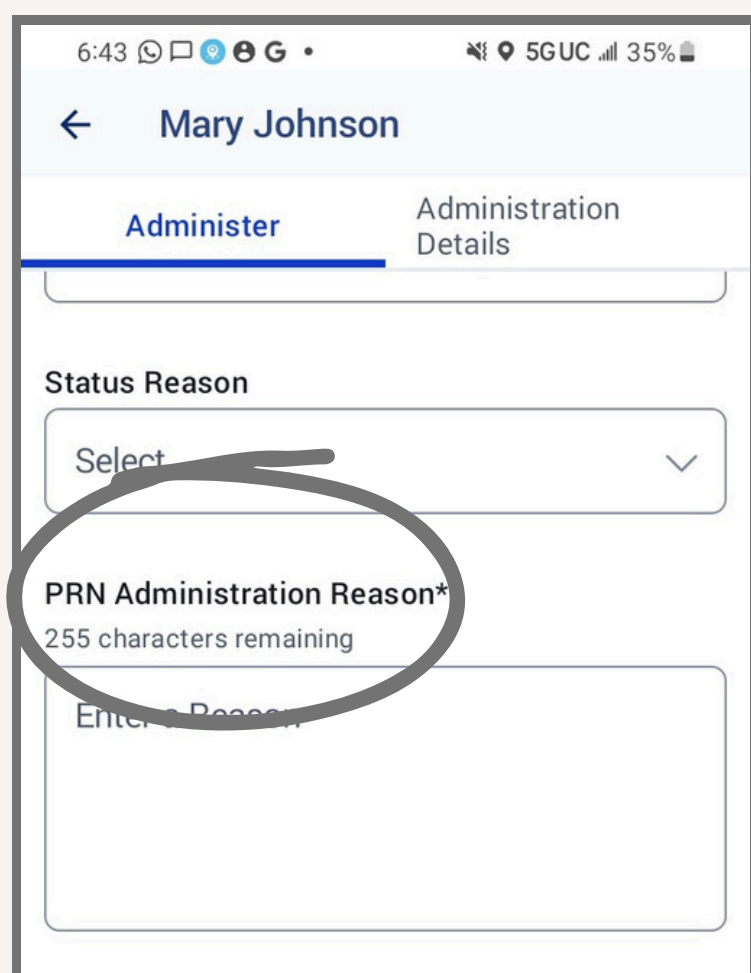 6:43 G
5G UC 35%
Mary Johnson
Administer
Administration
Details
Status Reason
Select
PRN Administration Reason*
255 characters remaining
Enter a Reason